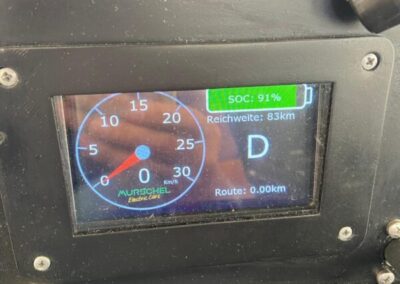 SOC: 91%
Reichweite: 83km
15
10
20
5
25
0
30
0
Km/h
D
MURSCHEL
Electric Cars
Route: 0.00km